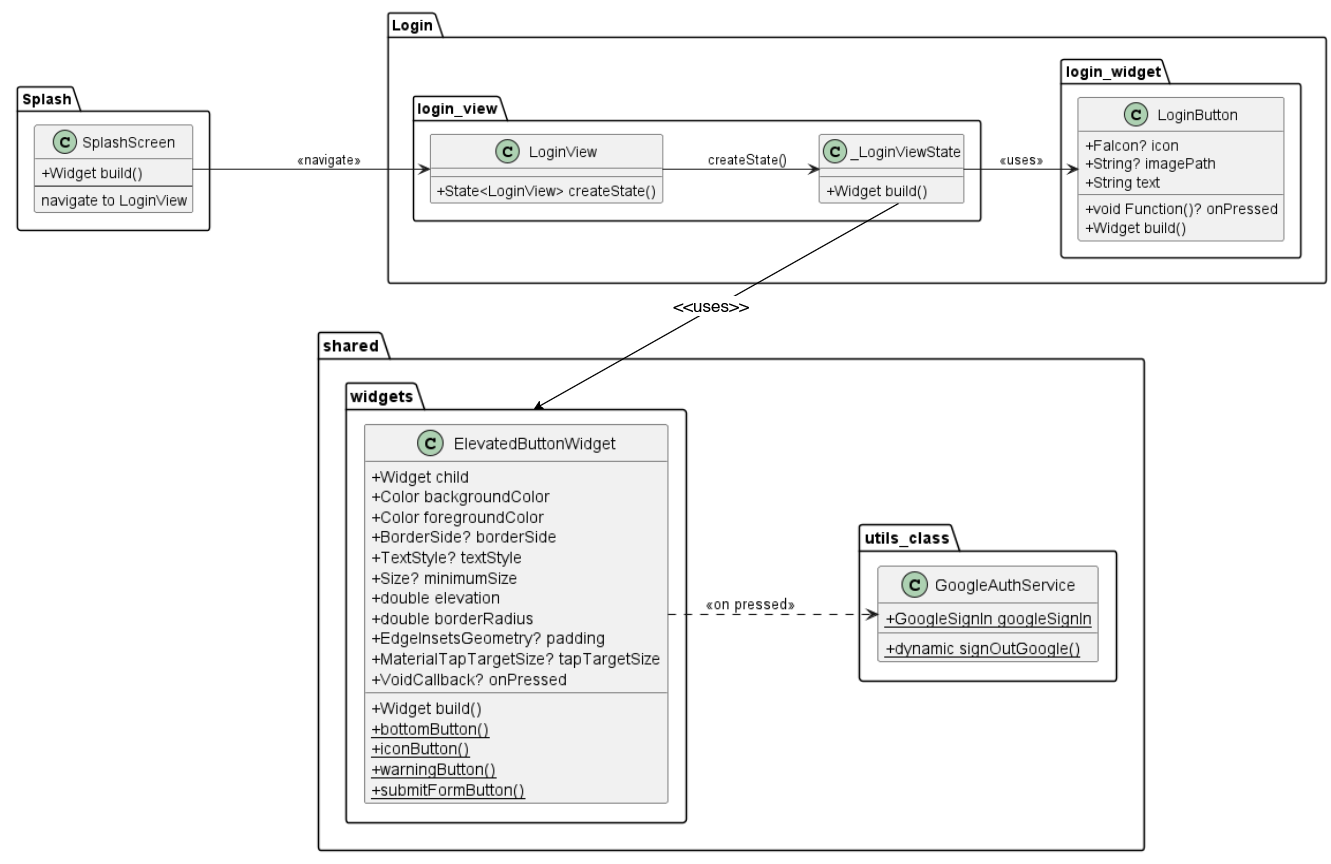 Login
Splash
C SplashScreen
+Widget build()
navigate to LoginView
«navigate»
login_view
C LoginView
+State<LoginView> createState()
createState()
C _LoginViewState
+Widget build()
«uses»
login_widget
C LoginButton
+Falcon? icon
+String? imagePath
+String text
+void Function()? onPressed
+Widget build()
<<uses>>
shared
widgets
C ElevatedButtonWidget
+Widget child
+Color backgroundColor
+Color foregroundColor
+BorderSide? borderSide
+TextStyle? textStyle
+Size? minimumSize
+double elevation
+double borderRadius
+EdgeInsetsGeometry? padding
+MaterialTapTargetSize? tapTargetSize
+VoidCallback? onPressed
+Widget build()
+bottomButton()
+iconButton()
+warningButton()
+submitFormButton()
«on pressed»
utils_class
C GoogleAuthService
+GoogleSignIn googleSignIn
+dynamic signOutGoogle()